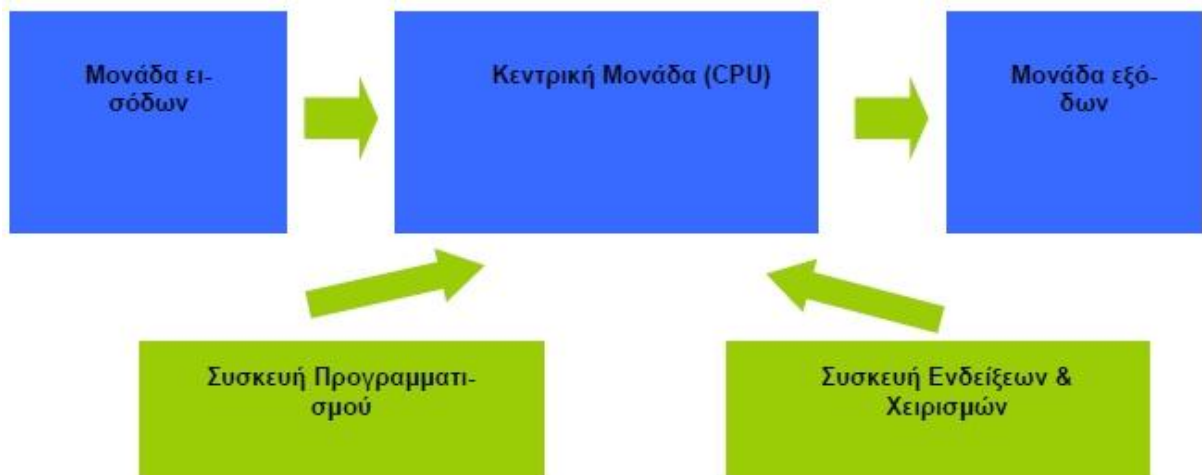 Μονάδα ει-
σόδων
Κεντρική Μονάδα (CPU)
Μονάδα εξό-
δων
Συσκευή Προγραμματι-
σμού
Συσκευή Ενδείξεων &
Χειρισμών